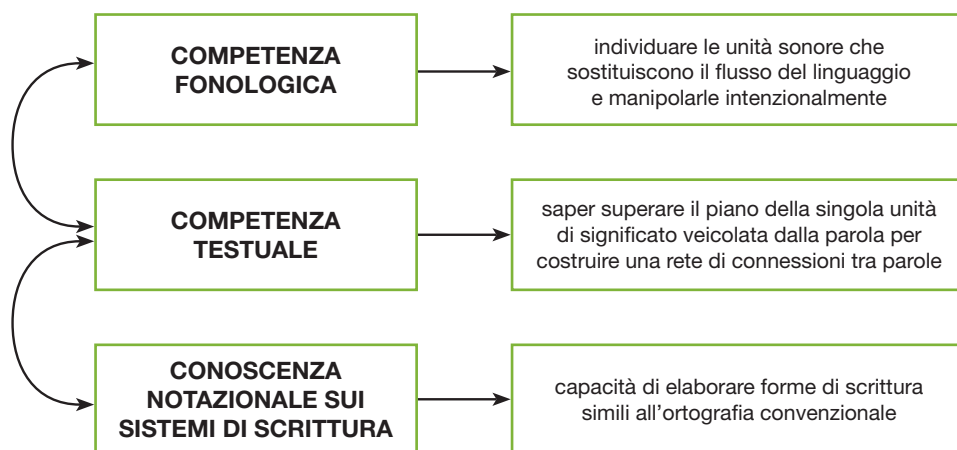 COMPETENZA
FONOLOGICA
individuare le unità sonore che
sostituiscono il flusso del linguaggio
e manipolarle intenzionalmente
COMPETENZA
TESTUALE
saper superare il piano della singola unità
di significato veicolata dalla parola per
costruire una rete di connessioni tra parole
CONOSCENZA
NOTAZIONALE SUI
SISTEMI DI SCRITTURA
capacità di elaborare forme di scrittura
simili all'ortografia convenzionale